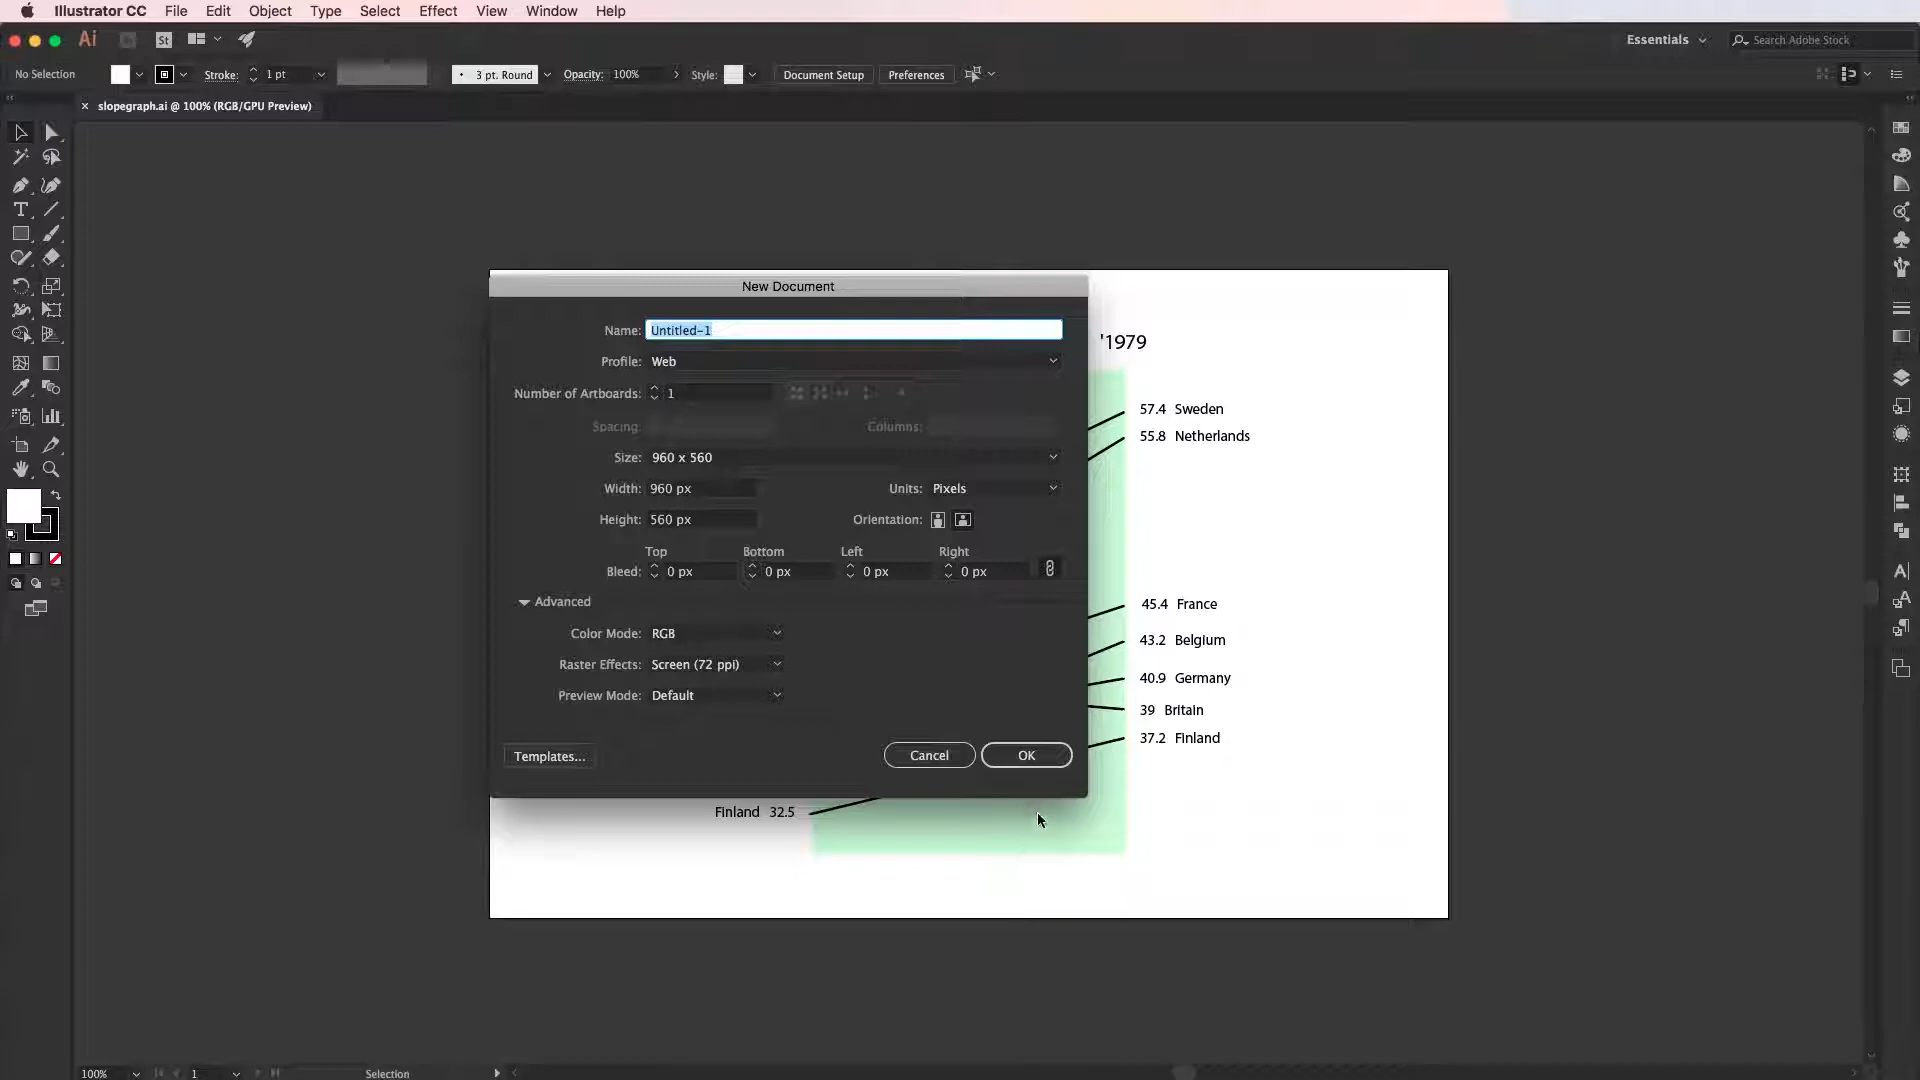 Illustrator CC File Edit Object Type Select Effect View Window Help
Ai St Essentials Search Adobe Stock
No Selection Stroke: 1 pt 3 pt. Round Opacity: 100% Style: Document Setup Preferences
× slopegraph.ai @ 100% (RGB/GPU Preview)
New Document
Name: Untitled-1
'1979
Profile: Web
Number of Artboards: 1
57.4 Sweden
Spacing: Columns:
55.8 Netherlands
Size: 960 x 560
Width: 960 px Units: Pixels
Height: 560 px Orientation:
Top Bottom Left Right
Bleed: 0 px 0 px 0 px 0 px
Advanced
45.4 France
Color Mode: RGB
43.2 Belgium
Raster Effects: Screen (72 ppi)
40.9 Germany
Preview Mode: Default
39 Britain
37.2 Finland
Templates... Cancel OK
Finland 32.5
100% 1 Selection